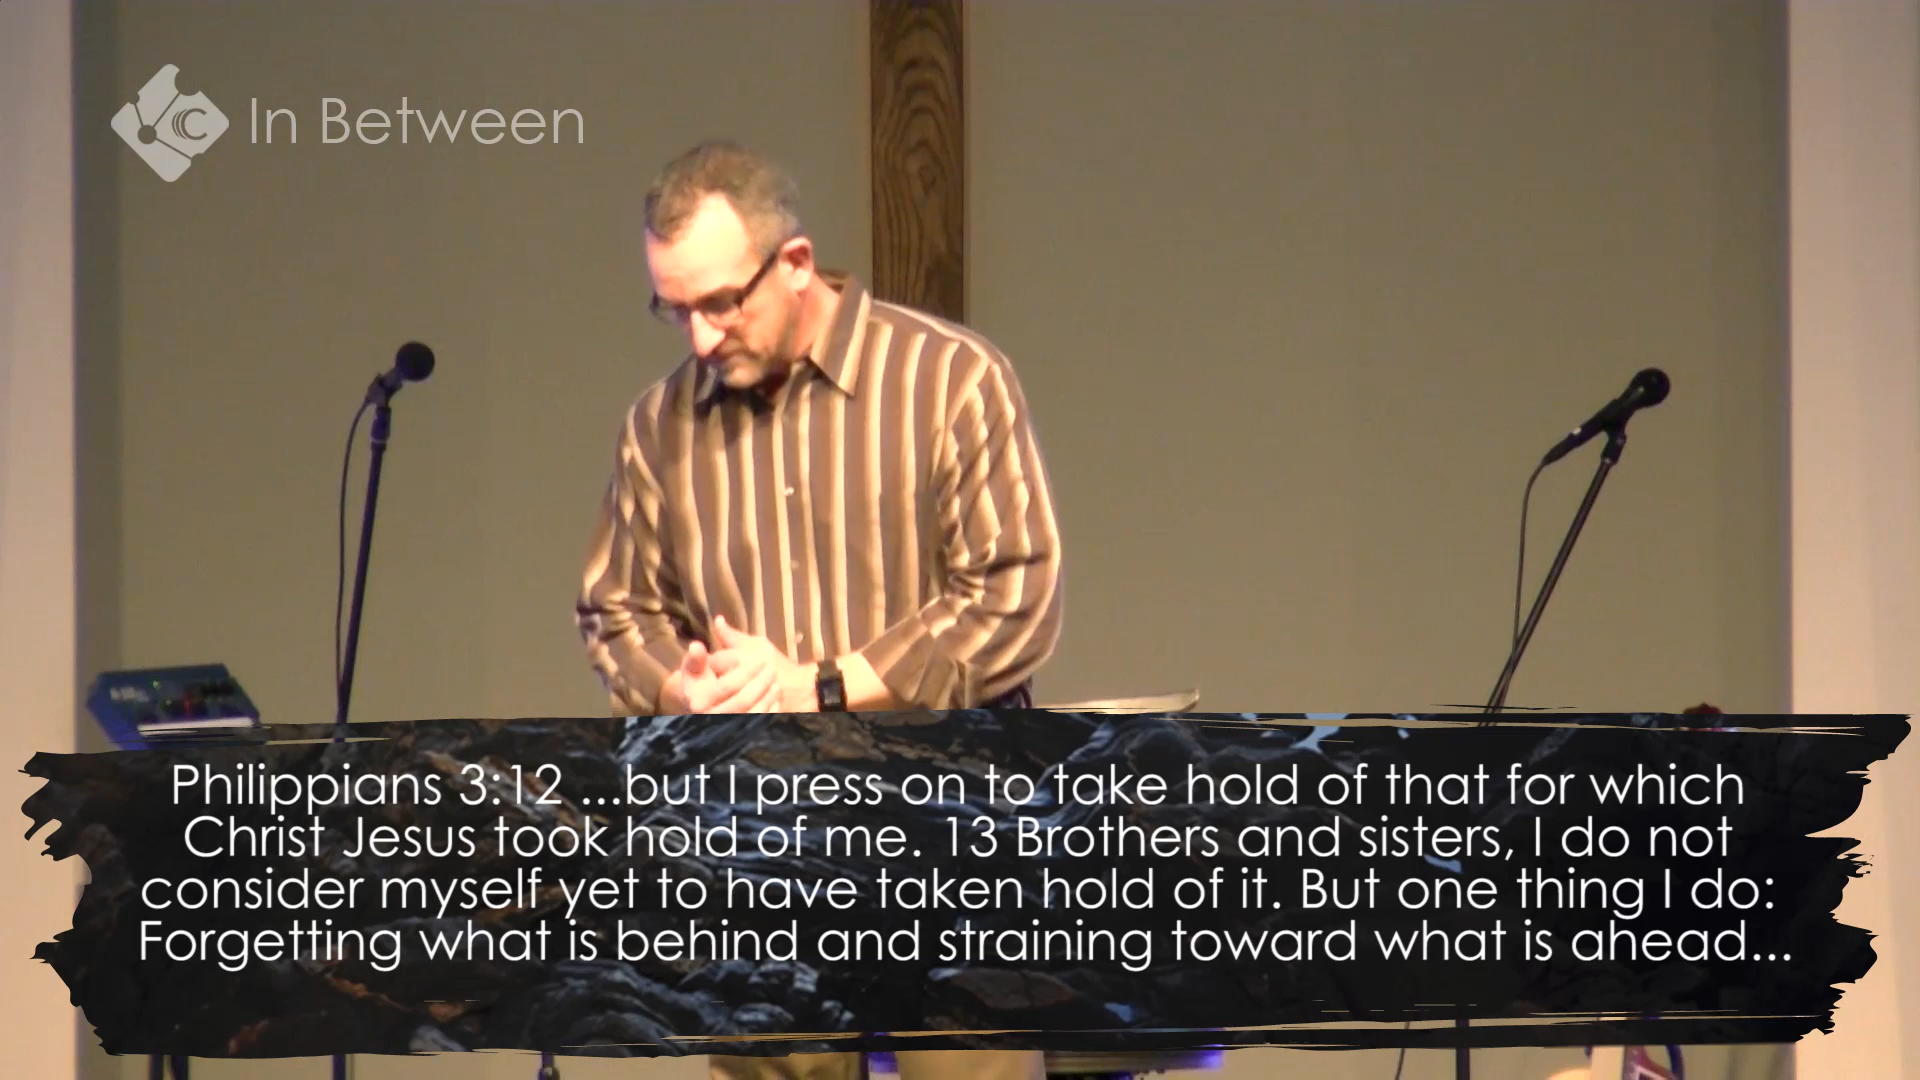 In Between
Philippians 3:12 ...but I press on to take hold of that for which
Christ Jesus took hold of me. 13 Brothers and sisters, I do not
consider myself yet to have taken hold of it. But one thing I do:
Forgetting what is behind and straining toward what is ahead...